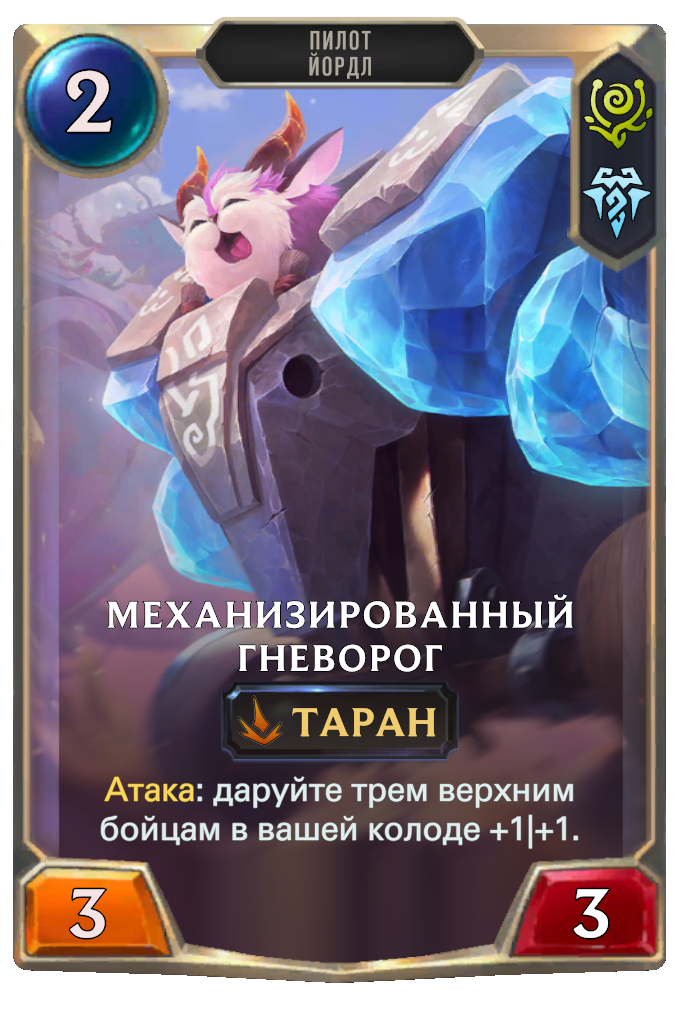 2
ПИЛОТ
ЙОРДЛ
МЕХАНИЗИРОВАННЫЙ
ГНЕВОРОГ
ТАРАН
Атака: даруйте трем верхним
бойцам в вашей колоде +1|+1.
3
3